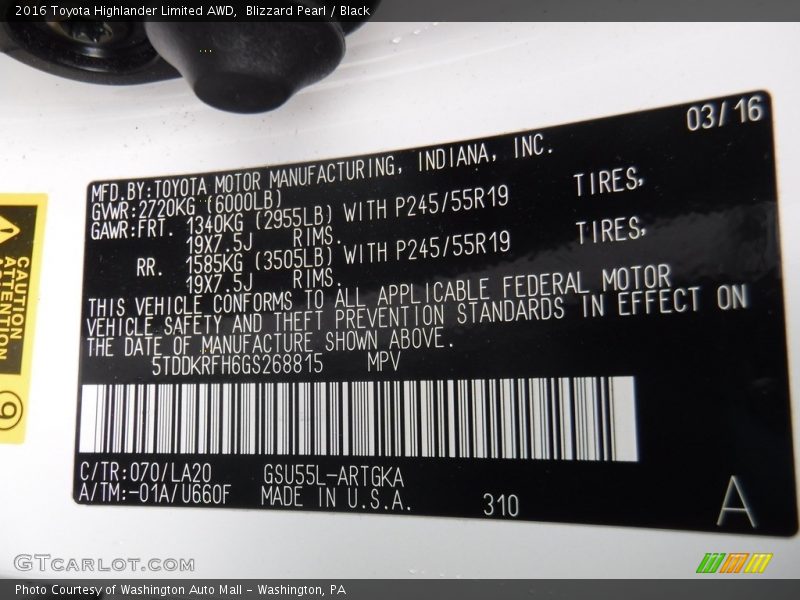 2016 Toyota Highlander Limited AWD,  Blizzard Pearl / Black
03/16
MFD.BY:TOYOTA MOTOR MANUFACTURING, INDIANA, INC.
GVWR:2720KG (6000LB)
GAWR:FRT. 1340KG (2955LB) WITH P245/55R19 TIRES,
19X7.5J RIMS.
RR. 1585KG (3505LB) WITH P245/55R19 TIRES,
19X7.5J RIMS.
THIS VEHICLE CONFORMS TO ALL APPLICABLE FEDERAL MOTOR
VEHICLE SAFETY AND THEFT PREVENTION STANDARDS IN EFFECT ON
THE DATE OF MANUFACTURE SHOWN ABOVE.
5TDDKRFH6GS268815 MPV
C/TR:070/LA20 GSU55L-ARTGKA
A/TM:-01A/U660F MADE IN U.S.A. 310
A
CAUTION
ATTENTION
GTCARLOT.COM
Photo Courtesy of Washington Auto Mall - Washington, PA